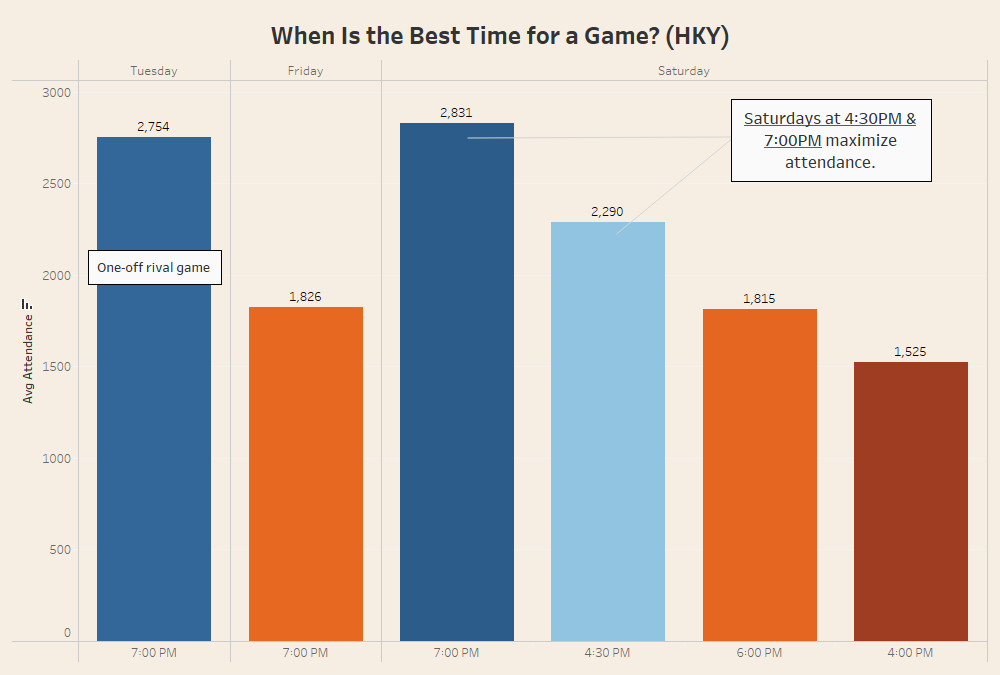 When Is the Best Time for a Game? (HKY)
Tuesday
Friday
Saturday
3000
2500
2000
1500
1000
500
0
Avg Attendance
2,754
1,826
2,831
2,290
1,815
1,525
One-off rival game
Saturdays at 4:30PM &
7:00PM maximize
attendance.
7:00 PM
7:00 PM
7:00 PM
4:30 PM
6:00 PM
4:00 PM